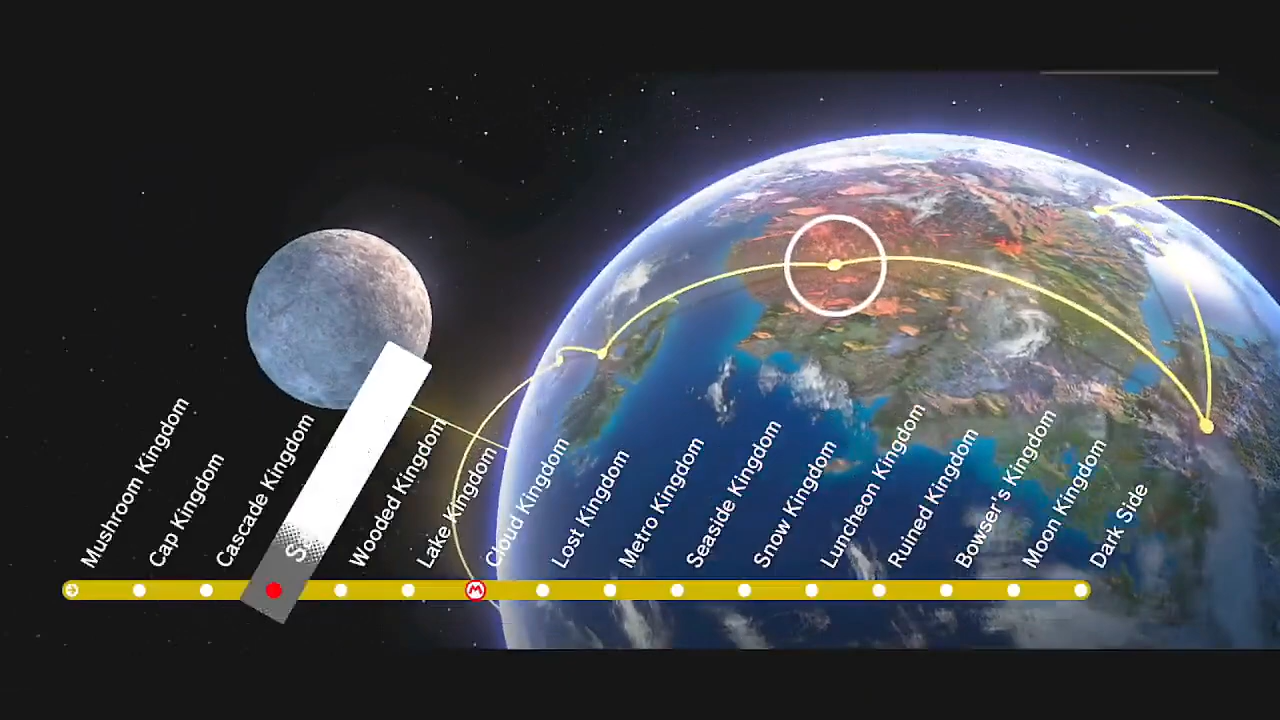 Mushroom Kingdom
Cap Kingdom
Cascade Kingdom
Wooded Kingdom
Lake Kingdom
Cloud Kingdom
Lost Kingdom
Metro Kingdom
Seaside Kingdom
Snow Kingdom
Luncheon Kingdom
Ruined Kingdom
Bowser's Kingdom
Moon Kingdom
Dark Side